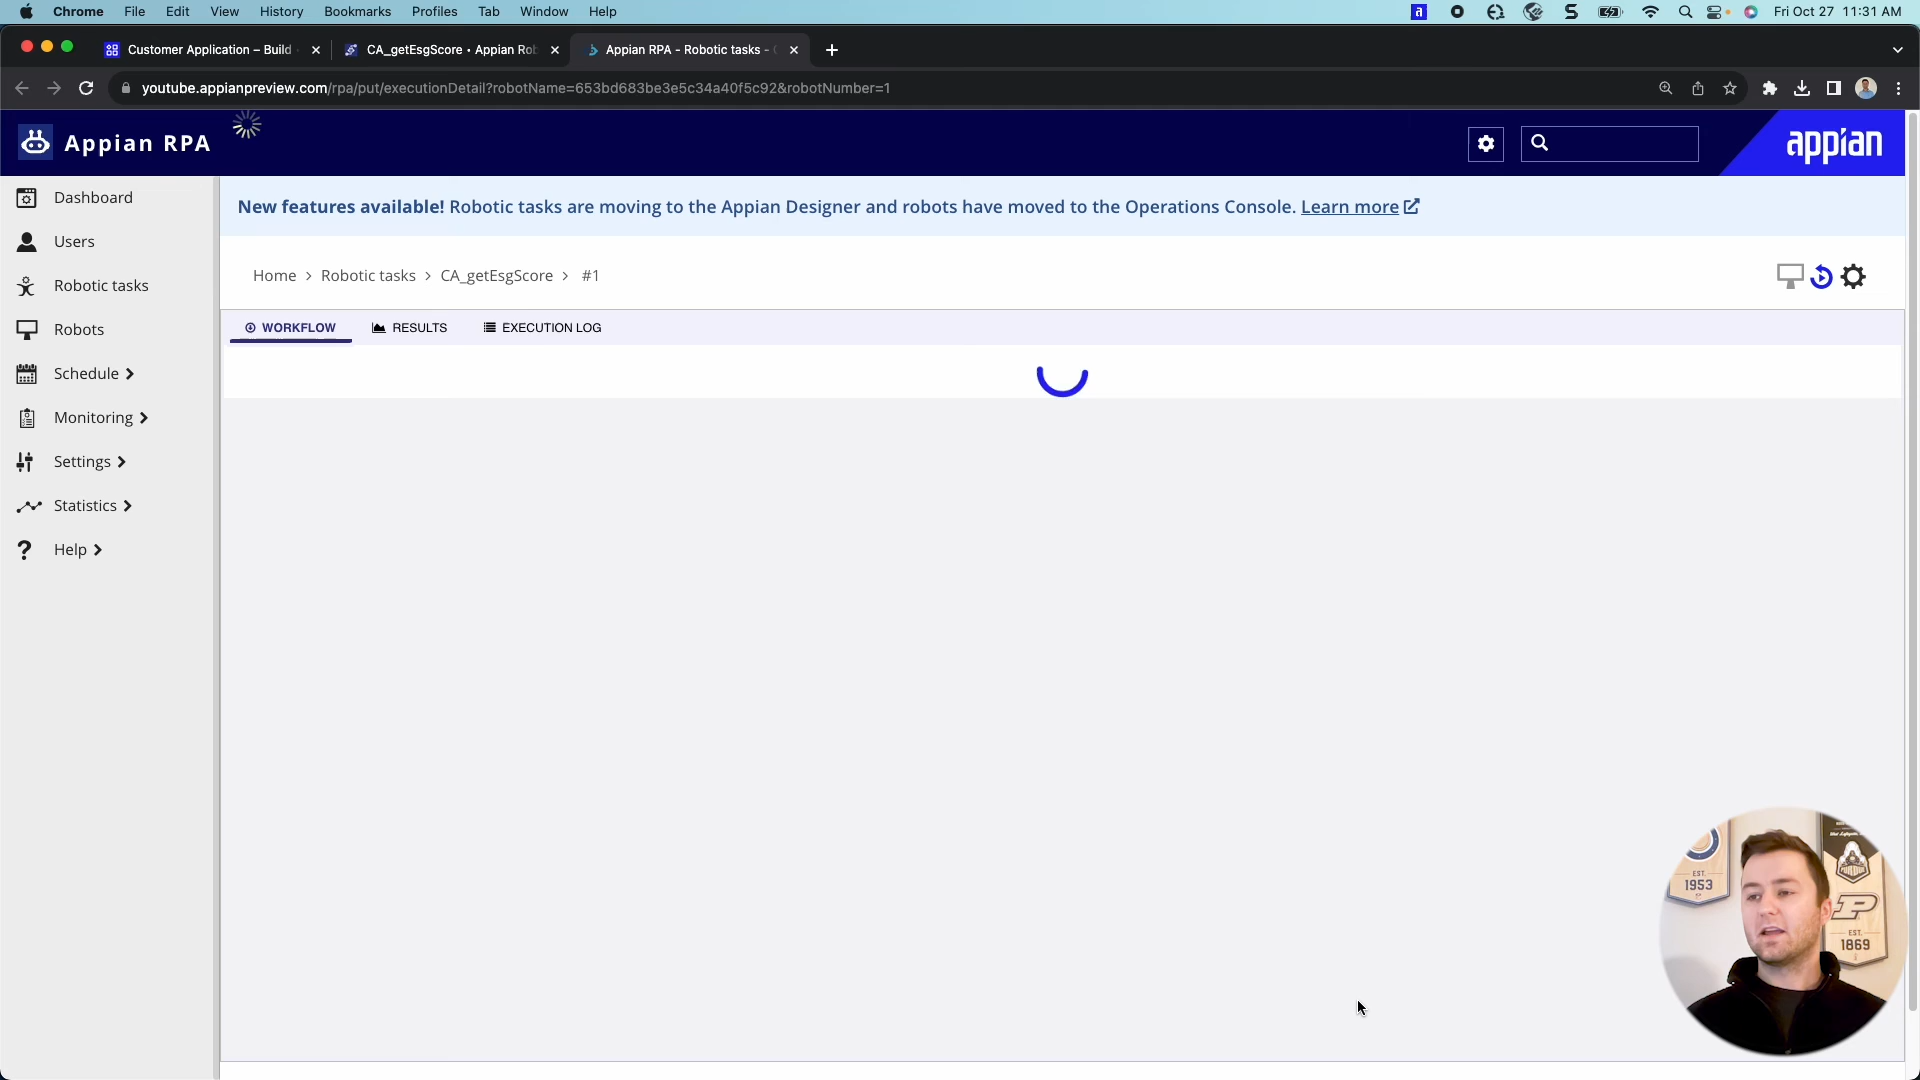 Chrome File Edit View History Bookmarks Profiles Tab Window Help
a S Fri Oct 27 11:31 AM
Customer Application – Build
CA_getEsgScore • Appian Rob
Appian RPA - Robotic tasks -
youtube.appianpreview.com/rpa/put/executionDetail?robotName=653bd683be3e5c34a40f5c92&robotNumber=1
Appian RPA
appian
Dashboard
Users
Robotic tasks
Robots
Schedule
Monitoring
Settings
Statistics
Help
New features available! Robotic tasks are moving to the Appian Designer and robots have moved to the Operations Console. Learn more
Home > Robotic tasks > CA_getEsgScore > #1
WORKFLOW
RESULTS
EXECUTION LOG
EST.
1953
P
EST.
1869